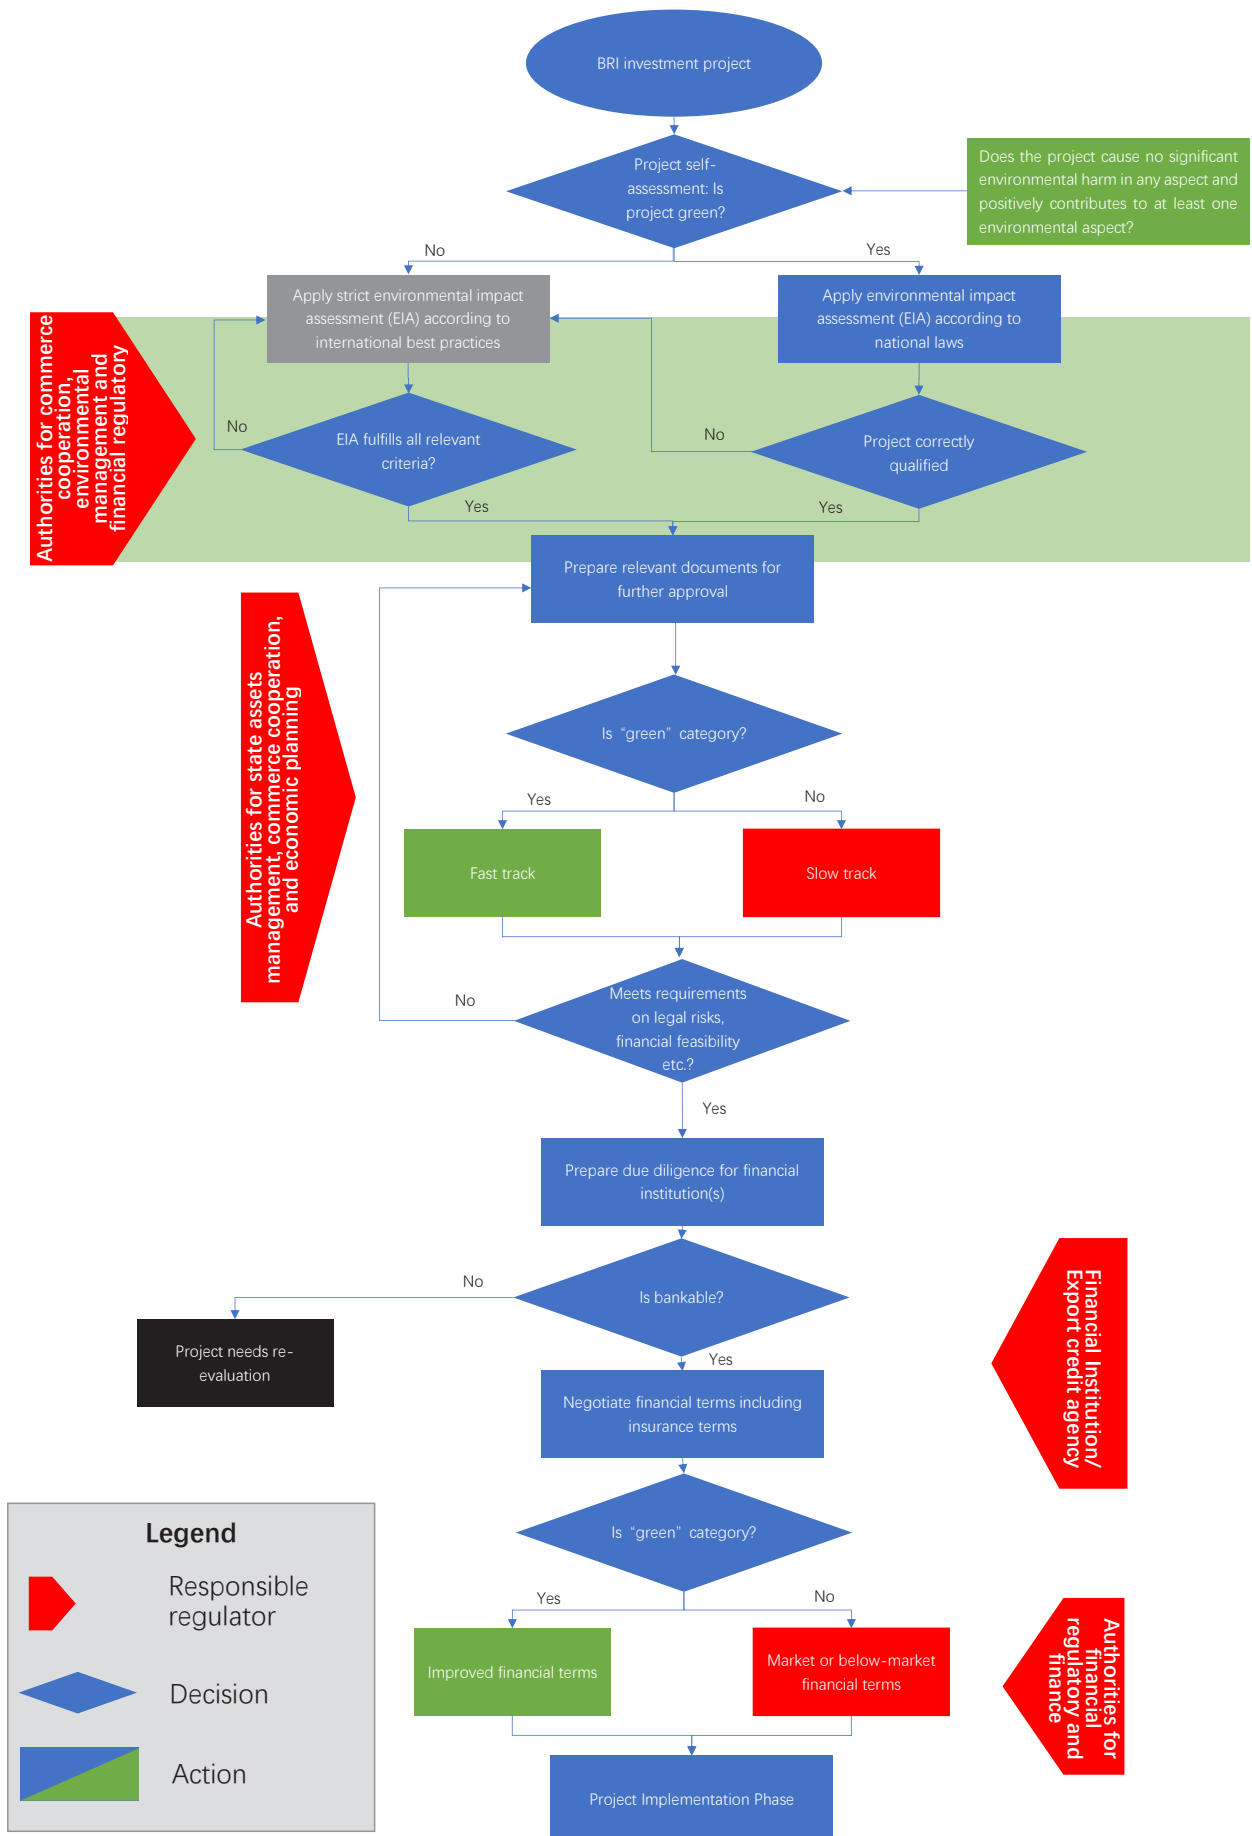 BRI investment project
Project self-
assessment: Is
project green?
Does the project cause no significant
environmental harm in any aspect and
positively contributes to at least one
environmental aspect?
No
Yes
Apply strict environmental impact
assessment (EIA) according to
international best practices
Apply environmental impact
assessment (EIA) according to
national laws
Authorities for commerce
cooperation,
environmental
management and
financial regulatory
No
EIA fulfills all relevant
criteria?
No
Project correctly
qualified
Yes
Yes
Prepare relevant documents for
further approval
Authorities for state assets
management, commerce cooperation,
and economic planning
Is “green” category?
Yes
No
Fast track
Slow track
No
Meets requirements
on legal risks,
financial feasibility
etc.?
Yes
Prepare due diligence for financial
institution(s)
No
Is bankable?
Financial Institution/
Export credit agency
Project needs re-
evaluation
Yes
Negotiate financial terms including
insurance terms
Is “green” category?
Yes
No
Improved financial terms
Market or below-market
financial terms
Authorities for
financial
regulatory and
finance
Project Implementation Phase
Legend
Responsible
regulator
Decision
Action